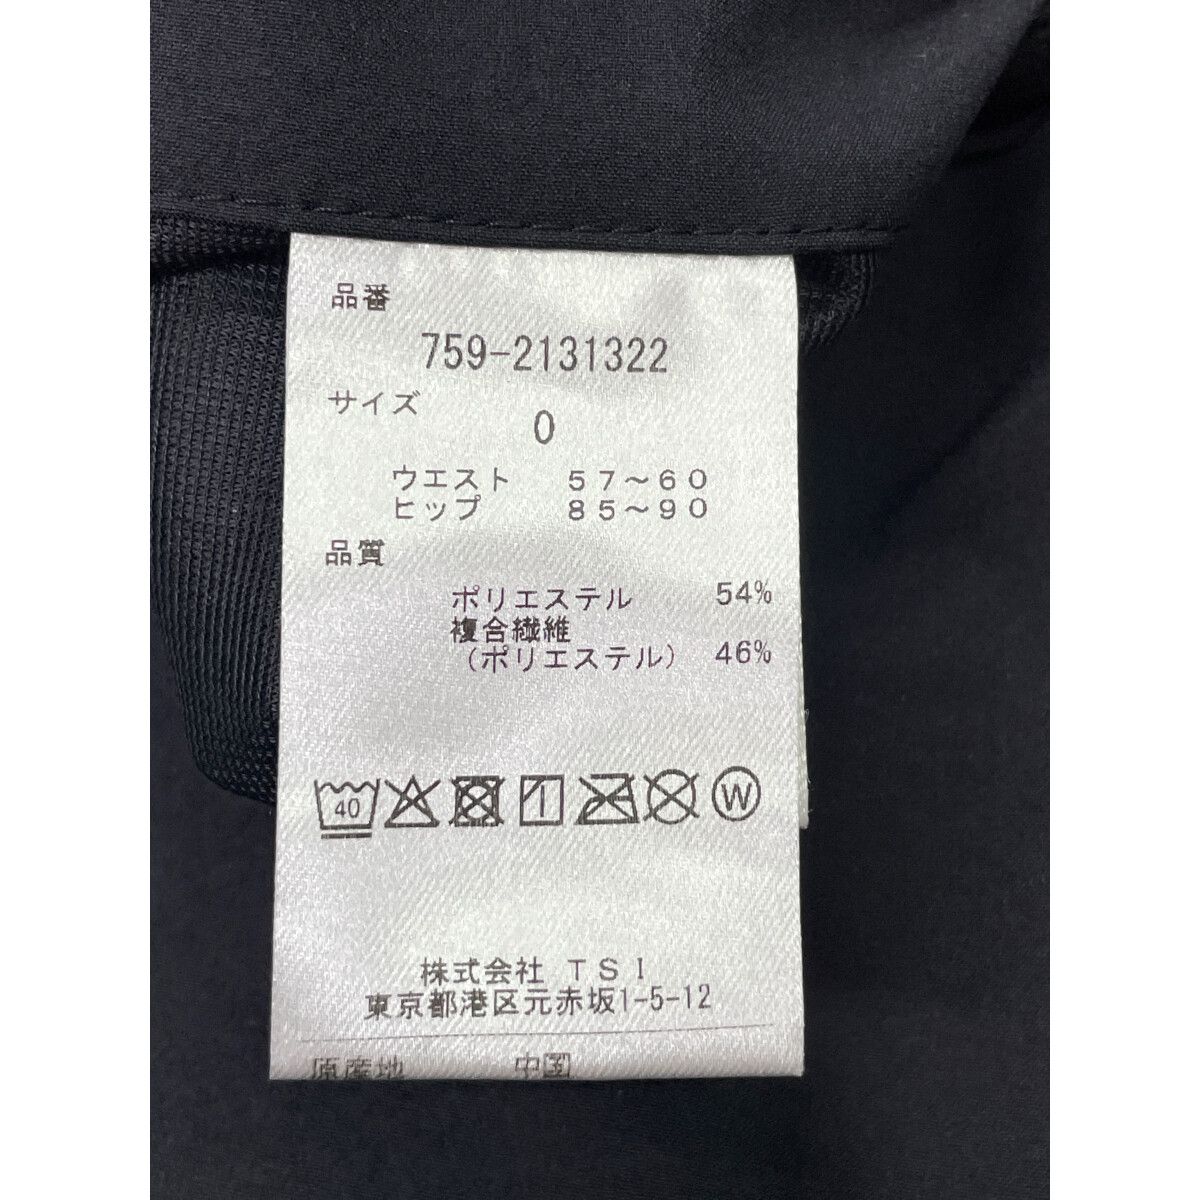 品番
759-2131322
サイズ
0
ウエスト 57～60
ヒップ 85～90
品質
ポリエステル 54%
複合繊維
(ポリエステル) 46%
40
W
株式会社 TSI
東京都港区元赤坂1-5-12
原産地 中国